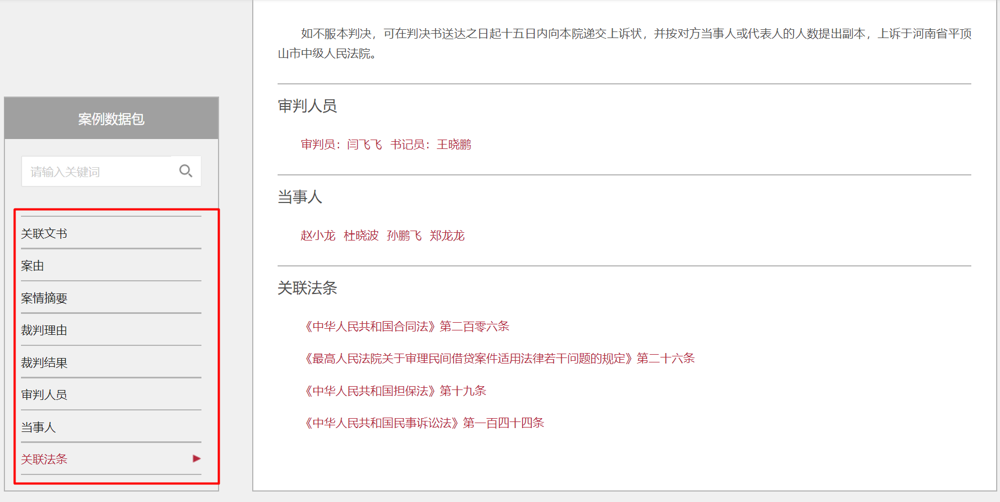 如不服本判决，可在判决书送达之日起十五日内向本院递交上诉状，并按对方当事人或代表人的人数提出副本，上诉于河南省平顶
山市中级人民法院。
审判人员
审判员：闫飞飞 书记员：王晓鹏
当事人
赵小龙 杜晓波 孙鹏飞 郑龙龙
关联法条
《中华人民共和国合同法》第二百零六条
《最高人民法院关于审理民间借贷案件适用法律若干问题的规定》第二十六条
《中华人民共和国担保法》第十九条
《中华人民共和国民事诉讼法》第一百四十四条
案例数据包
请输入关键词
关联文书
案由
案情摘要
裁判理由
裁判结果
审判人员
当事人
关联法条